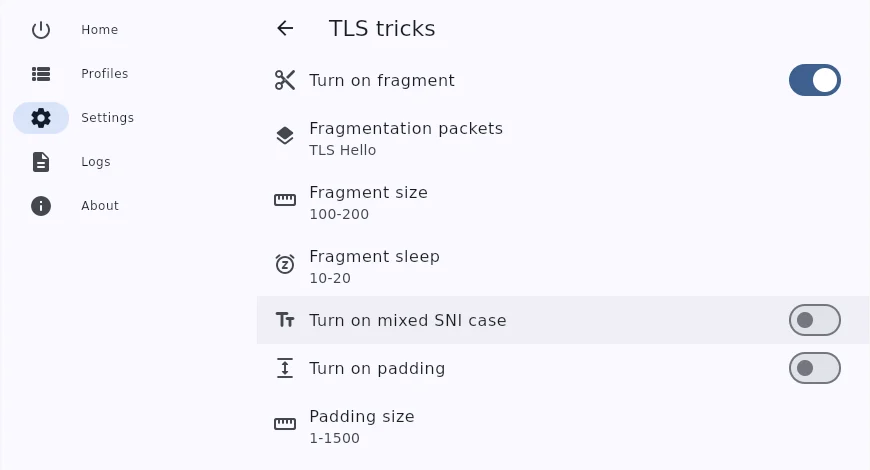 Home
Profiles
Settings
Logs
About
TLS tricks
Turn on fragment
Fragmentation packets
TLS Hello
Fragment size
100-200
Fragment sleep
10-20
Turn on mixed SNI case
Turn on padding
Padding size
1-1500